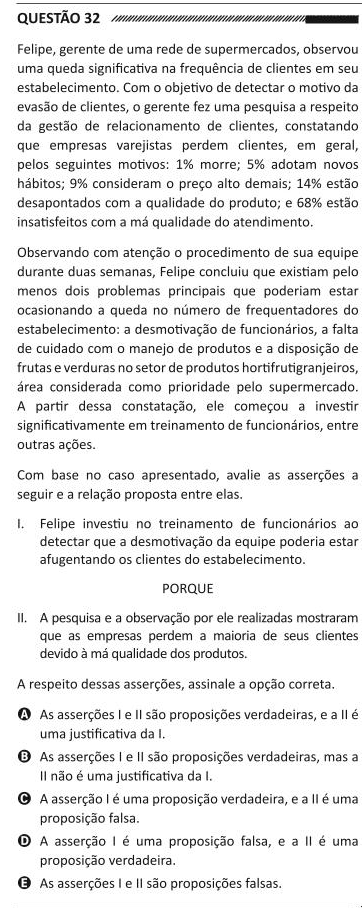 QUESTÃO 32
Felipe, gerente de uma rede de supermercados, observou
uma queda significativa na frequência de clientes em seu
estabelecimento. Com o objetivo de detectar o motivo da
evasão de clientes, o gerente fez uma pesquisa a respeito
da gestão de relacionamento de clientes, constatando
que empresas varejistas perdem clientes, em geral,
pelos seguintes motivos: 1% morre; 5% adotam novos
hábitos; 9% consideram o preço alto demais; 14% estão
desapontados com a qualidade do produto; e 68% estão
insatisfeitos com a má qualidade do atendimento.
Observando com atenção o procedimento de sua equipe
durante duas semanas, Felipe concluiu que existiam pelo
menos dois problemas principais que poderiam estar
ocasionando a queda no número de frequentadores do
estabelecimento: a desmotivação de funcionários, a falta
de cuidado com o manejo de produtos e a disposição de
frutas e verduras no setor de produtos hortifrutigranjeiros,
área considerada como prioridade pelo supermercado.
A partir dessa constatação, ele começou a investir
significativamente em treinamento de funcionários, entre
outras ações.
Com base no caso apresentado, avalie as asserções a
seguir e a relação proposta entre elas.
I. Felipe investiu no treinamento de funcionários ao
detectar que a desmotivação da equipe poderia estar
afugentando os clientes do estabelecimento.
PORQUE
II. A pesquisa e a observação por ele realizadas mostraram
que as empresas perdem a maioria de seus clientes
devido à má qualidade dos produtos.
A respeito dessas asserções, assinale a opção correta.
A As asserções I e II são proposições verdadeiras, e a II é
uma justificativa da I.
B As asserções I e II são proposições verdadeiras, mas a
II não é uma justificativa da I.
C A asserção I é uma proposição verdadeira, e a II é uma
proposição falsa.
D A asserção I é uma proposição falsa, e a II é uma
proposição verdadeira.
E As asserções I e II são proposições falsas.